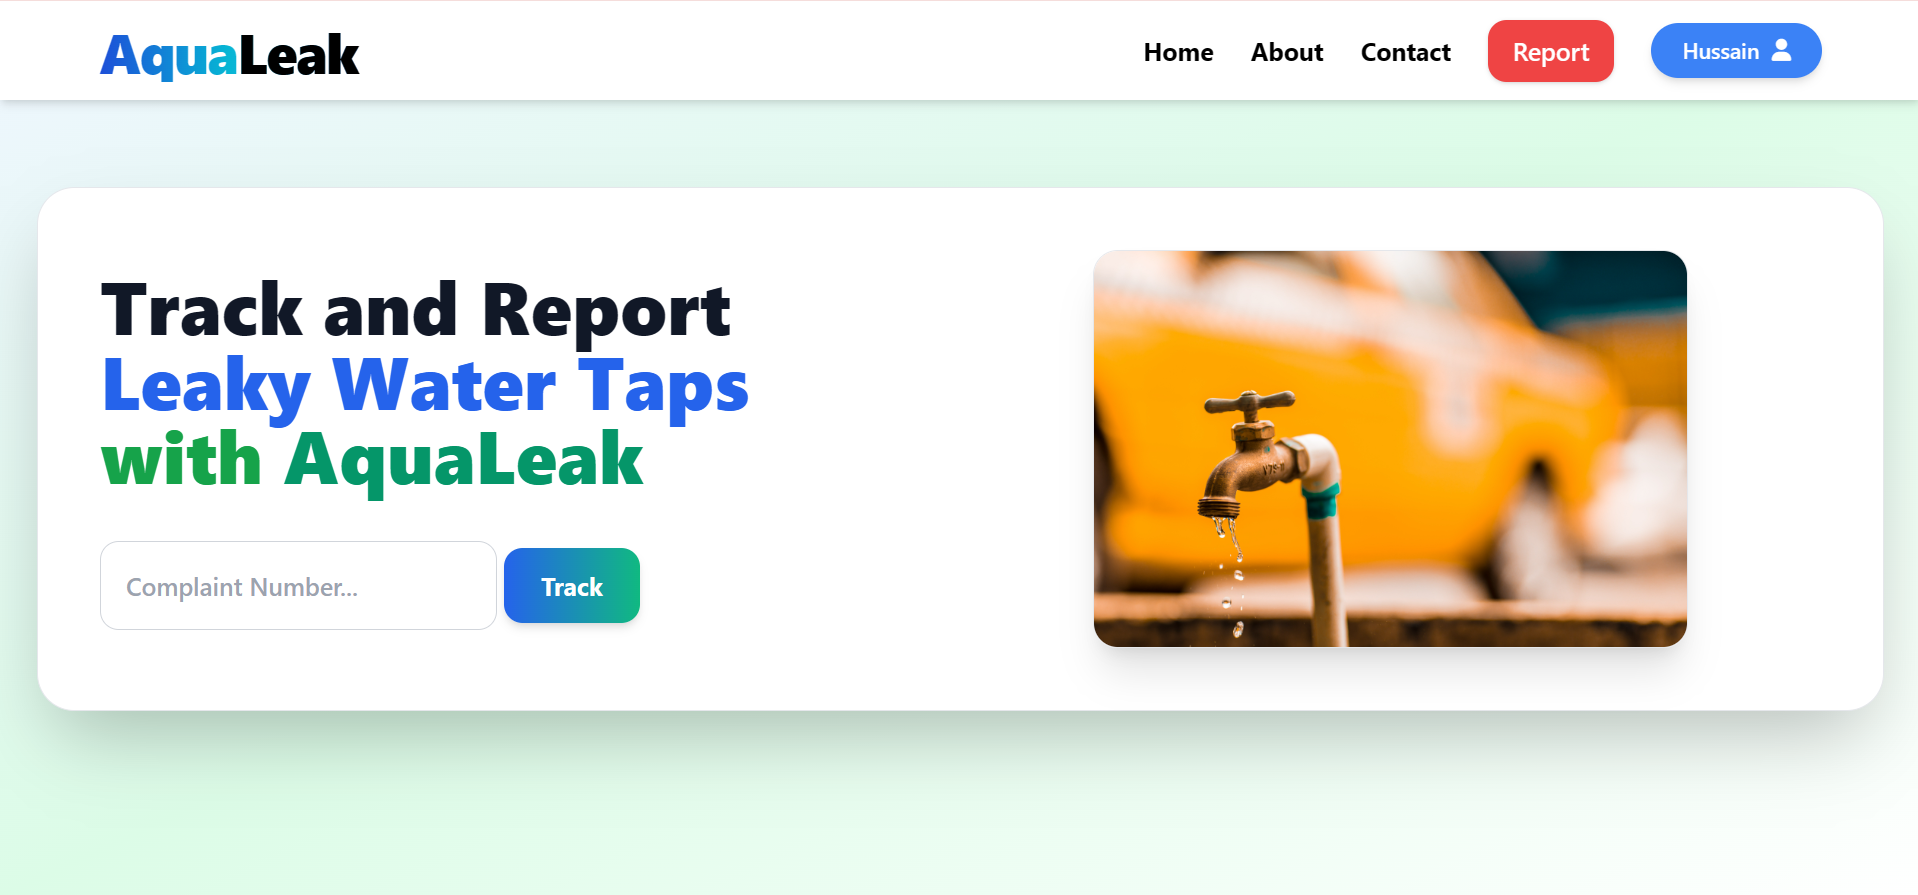 AquaLeak
Home
About
Contact
Report
Hussain
Track and Report
Leaky Water Taps
with AquaLeak
Complaint Number...
Track